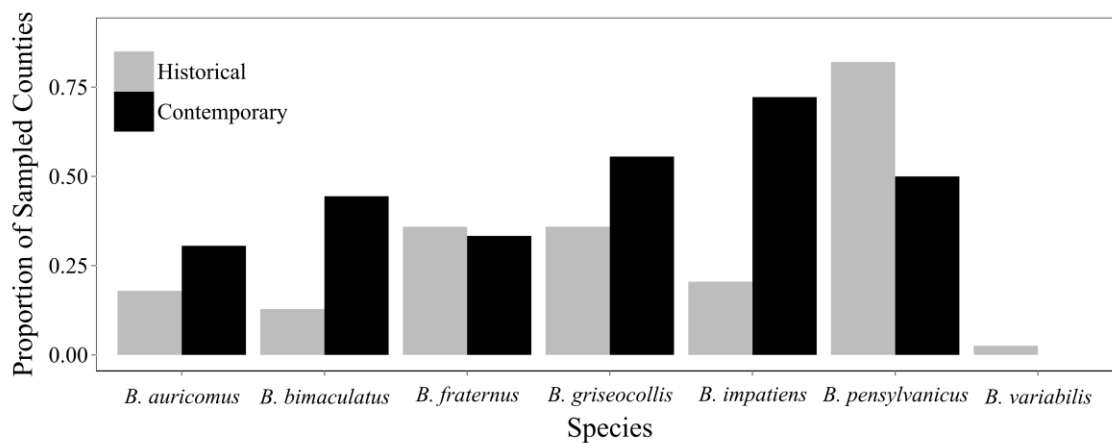 Proportion of Sampled Counties
0.75
0.50
0.25
0.00
Historical
Contemporary
B. auricomus
B. bimaculatus
B. fraternus
B. griseocollis
B. impatiens
B. pensylvanicus
B. variabilis
Species